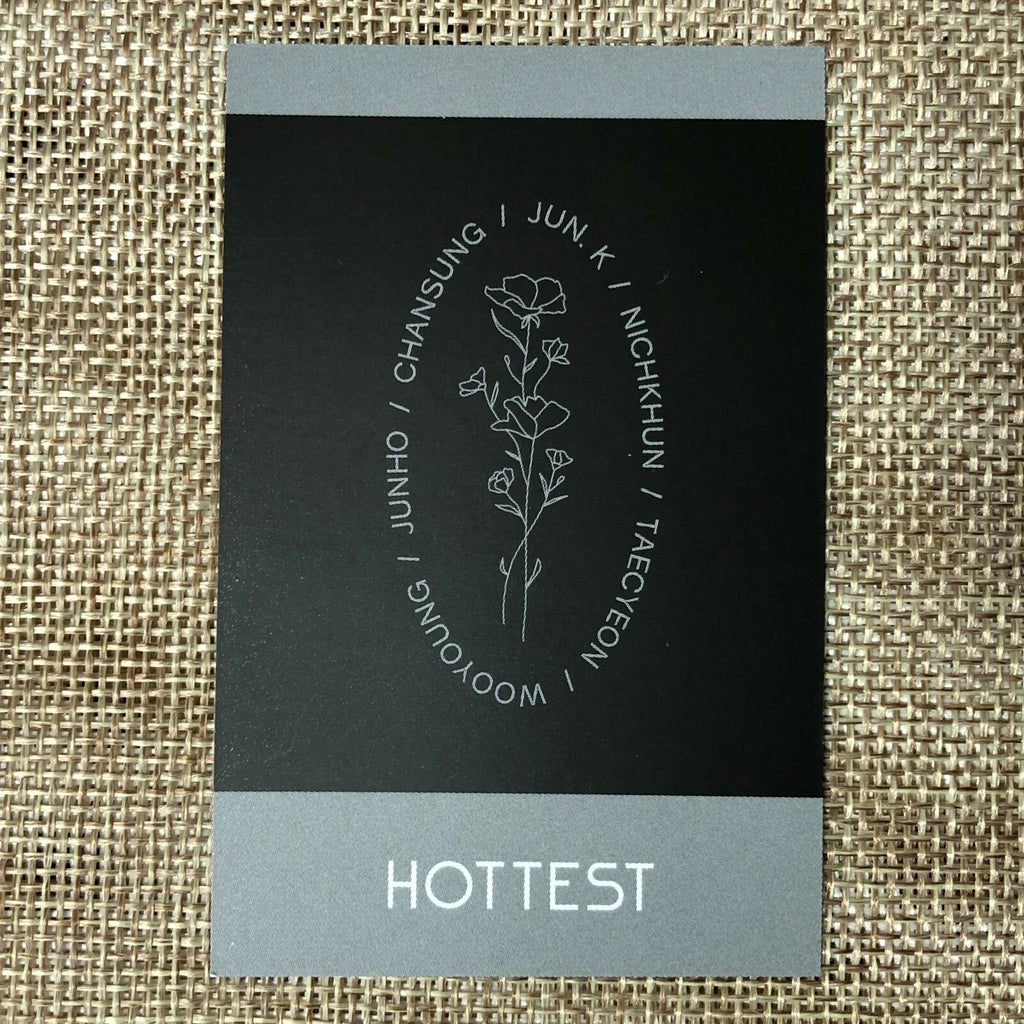 JUN. K / NICHKHUN / TAECYEON / WOOYOUNG / JUNHO / CHANSUNG /
HOTTEST